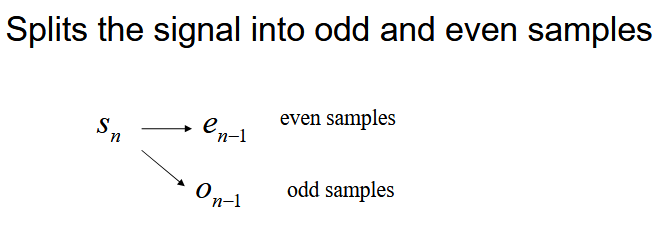 Splits the signal into odd and even samples
sₙ → eₙ₋₁ even samples
oₙ₋₁ odd samples